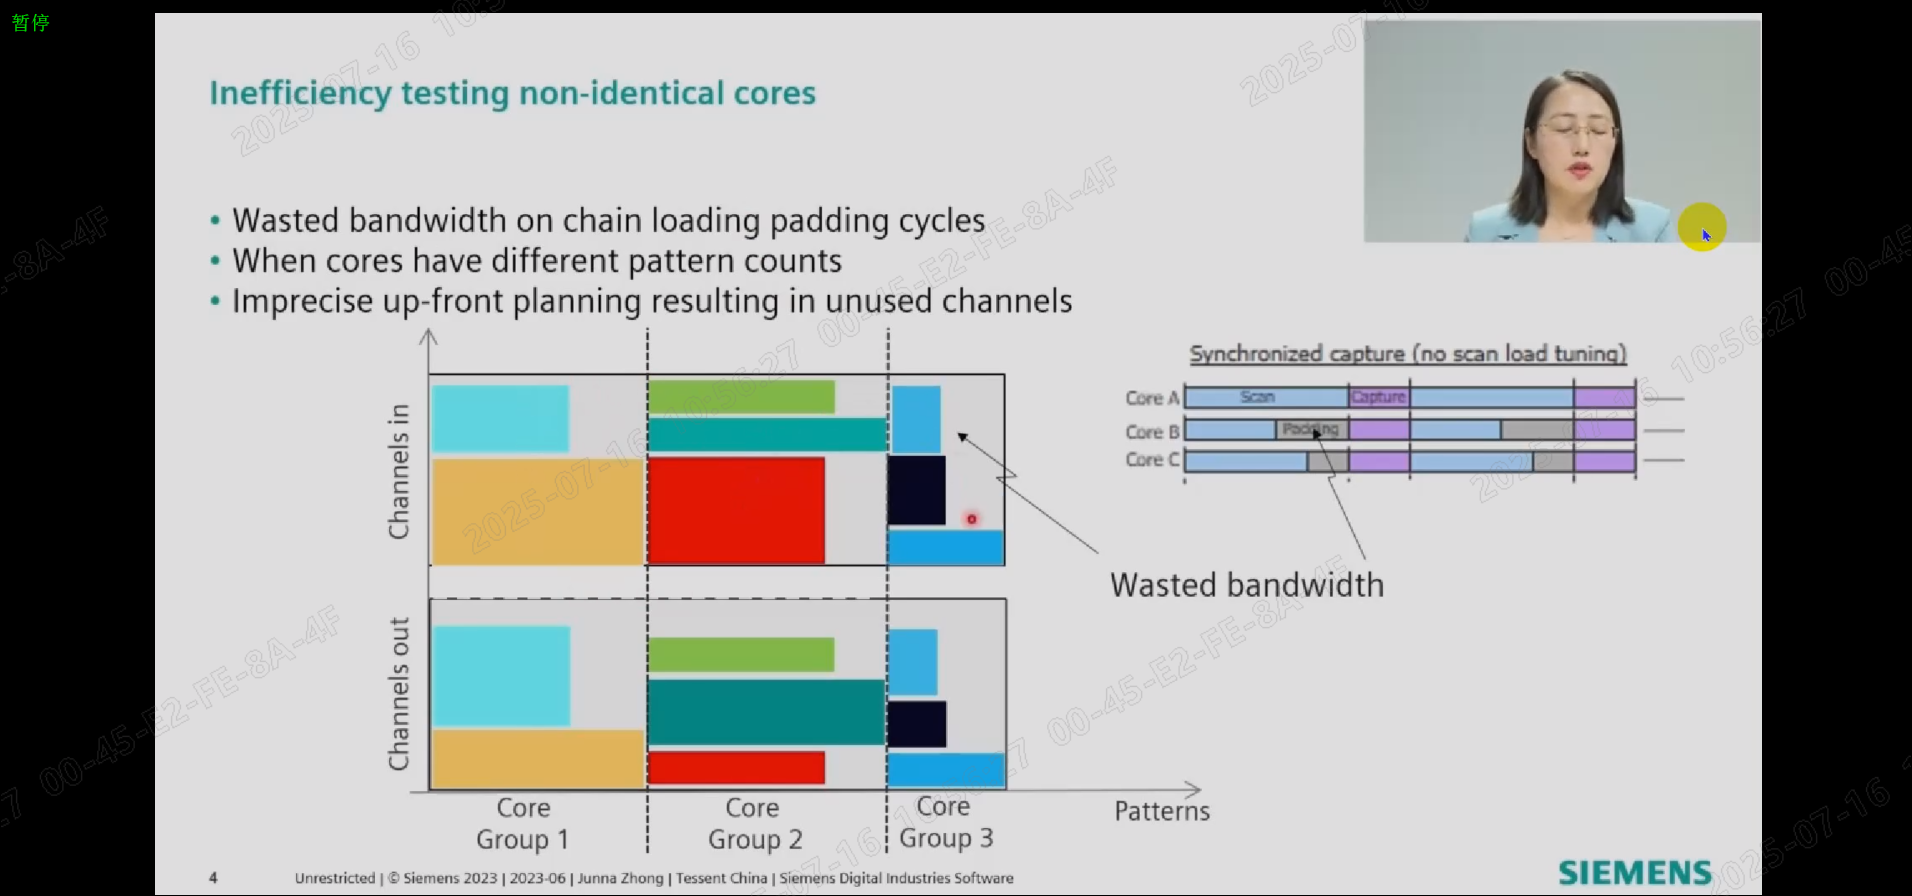 暂停
Inefficiency testing non-identical cores
• Wasted bandwidth on chain loading padding cycles
• When cores have different pattern counts
• Imprecise up-front planning resulting in unused channels
Synchronized capture (no scan load tuning)
Core A
Scan
Capture
Core B
Padding
Core C
Channels in
Wasted bandwidth
Channels out
Core
Group 1
Core
Group 2
Core
Group 3
Patterns
4
Unrestricted | © Siemens 2023 | 2023-06 | Junna Zhong | Tessent China | Siemens Digital Industries Software
SIEMENS
2025-07-16 10:56:27 00-45-E2-FE-8A-4F